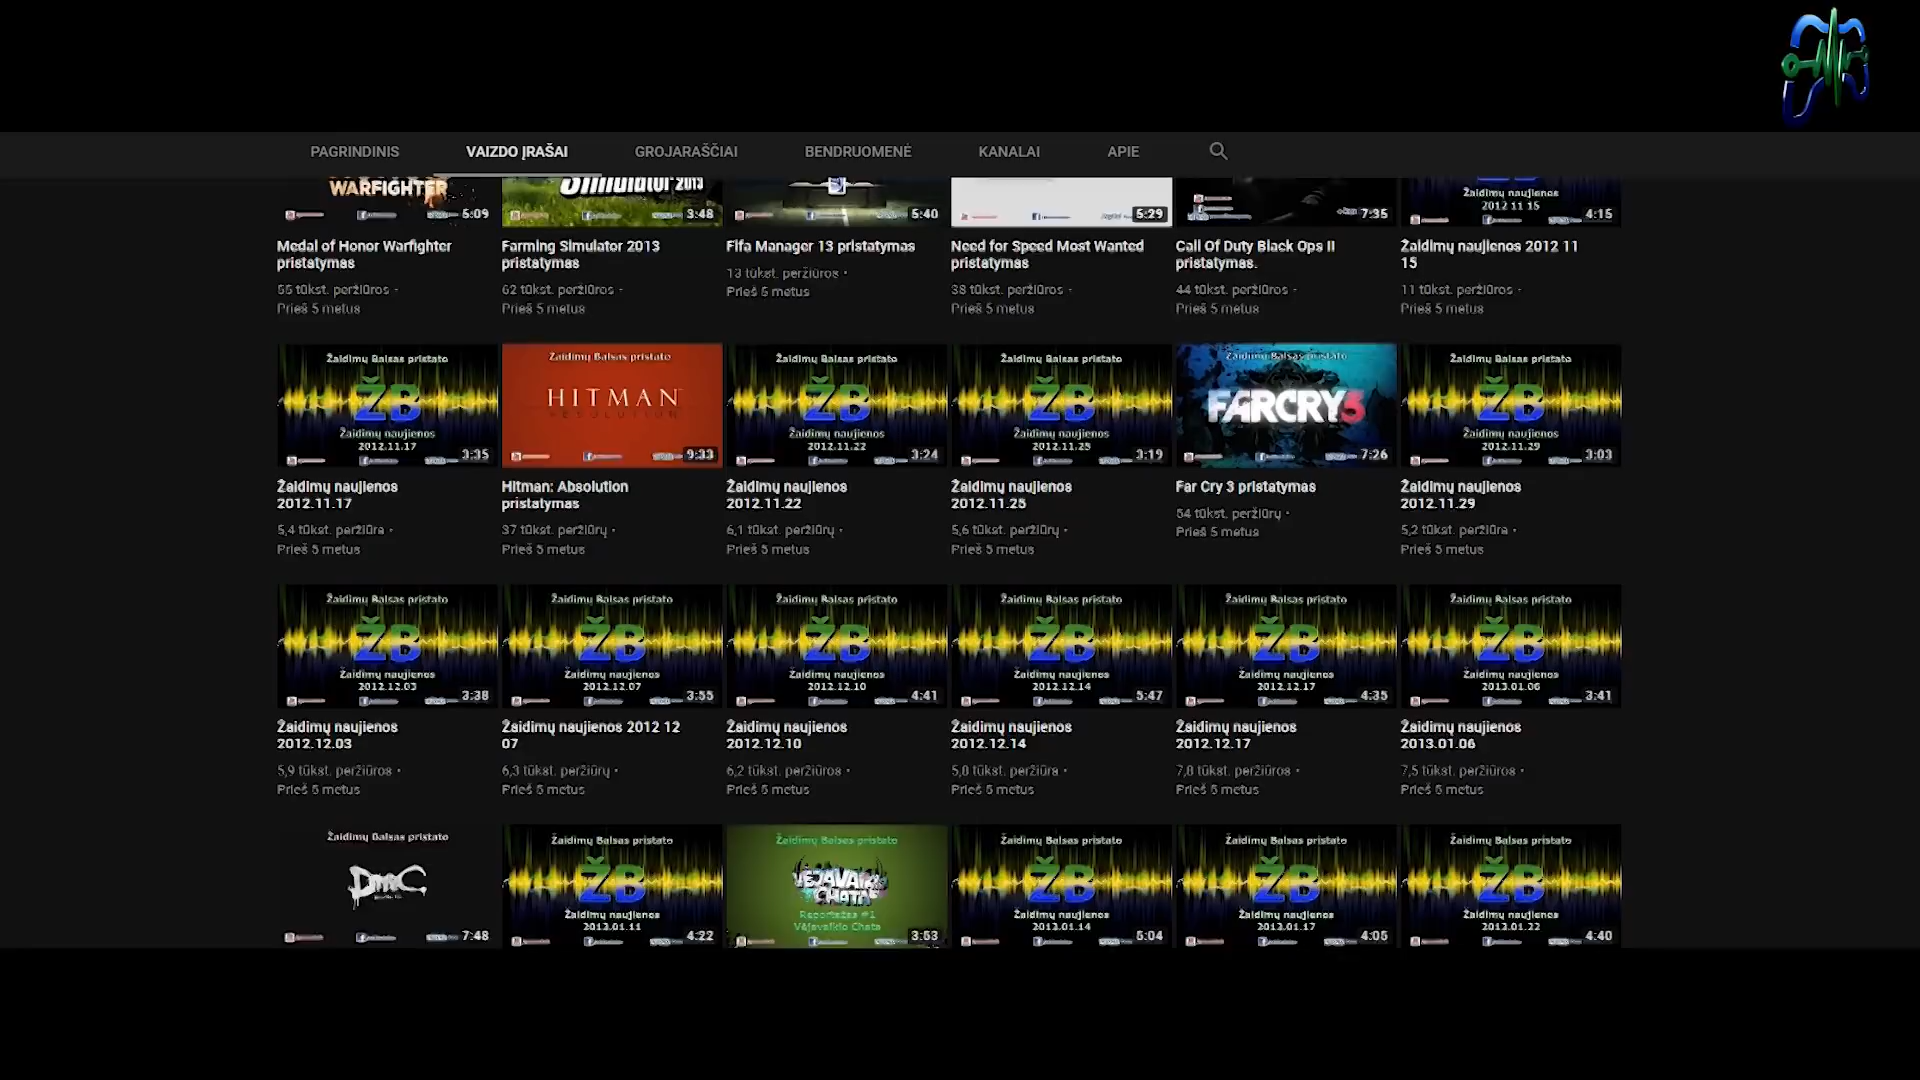 PAGRINDINIS VAIZDO ĮRAŠAI GROJARAŠČIAI BENDRUOMENĖ KANALAI APIE
WARFIGHTER
5:09
Simulator 2013
3:48
5:40
5:29
7:35
Žaidimų naujienos
2012 11 15
4:15
Medal of Honor Warfighter
pristatymas
55 tūkst. peržiūros •
Prieš 5 metus
Farming Simulator 2013
pristatymas
62 tūkst. peržiūros •
Prieš 5 metus
Fifa Manager 13 pristatymas
13 tūkst. peržiūros •
Prieš 5 metus
Need for Speed Most Wanted
pristatymas
38 tūkst. peržiūros •
Prieš 5 metus
Call Of Duty Black Ops II
pristatymas.
44 tūkst. peržiūros •
Prieš 5 metus
Žaidimų naujienos 2012 11
15
11 tūkst. peržiūros •
Prieš 5 metus
Žaidimų Balsas pristato
ŽB
Žaidimų naujienos
2012.11.17
3:35
Žaidimų Balsas pristato
HITMAN
ABSOLUTION
9:33
Žaidimų Balsas pristato
ŽB
Žaidimų naujienos
2012.11.22
3:24
Žaidimų Balsas pristato
ŽB
Žaidimų naujienos
2012.11.25
3:19
Žaidimų Balsas pristato
FARCRY3
7:26
Žaidimų Balsas pristato
ŽB
Žaidimų naujienos
2012.11.29
3:03
Žaidimų naujienos
2012.11.17
5,4 tūkst. peržiūra •
Prieš 5 metus
Hitman: Absolution
pristatymas
37 tūkst. peržiūrų •
Prieš 5 metus
Žaidimų naujienos
2012.11.22
6,1 tūkst. peržiūrų •
Prieš 5 metus
Žaidimų naujienos
2012.11.25
5,6 tūkst. peržiūrų •
Prieš 5 metus
Far Cry 3 pristatymas
54 tūkst. peržiūrų •
Prieš 5 metus
Žaidimų naujienos
2012.11.29
5,2 tūkst. peržiūra •
Prieš 5 metus
Žaidimų Balsas pristato
ŽB
Žaidimų naujienos
2012.12.03
3:38
Žaidimų Balsas pristato
ŽB
Žaidimų naujienos
2012.12.07
3:55
Žaidimų Balsas pristato
ŽB
Žaidimų naujienos
2012.12.10
4:41
Žaidimų Balsas pristato
ŽB
Žaidimų naujienos
2012.12.14
5:47
Žaidimų Balsas pristato
ŽB
Žaidimų naujienos
2012.12.17
4:35
Žaidimų Balsas pristato
ŽB
Žaidimų naujienos
2013.01.06
3:41
Žaidimų naujienos
2012.12.03
5,9 tūkst. peržiūros •
Prieš 5 metus
Žaidimų naujienos 2012 12
07
6,3 tūkst. peržiūrų •
Prieš 5 metus
Žaidimų naujienos
2012.12.10
6,2 tūkst. peržiūros •
Prieš 5 metus
Žaidimų naujienos
2012.12.14
5,8 tūkst. peržiūra •
Prieš 5 metus
Žaidimų naujienos
2012.12.17
7,8 tūkst. peržiūros •
Prieš 5 metus
Žaidimų naujienos
2013.01.06
7,5 tūkst. peržiūros •
Prieš 5 metus
Žaidimų Balsas pristato
DmC
7:48
Žaidimų Balsas pristato
ŽB
Žaidimų naujienos
2013.01.11
4:22
Žaidimų Balsas pristato
VĖJAVAIKIO
CHATA
Reportažas #1
Vėjavaikio Chata
3:53
Žaidimų Balsas pristato
ŽB
Žaidimų naujienos
2013.01.14
5:04
Žaidimų Balsas pristato
ŽB
Žaidimų naujienos
2013.01.17
4:05
Žaidimų Balsas pristato
ŽB
Žaidimų naujienos
2013.01.22
4:40